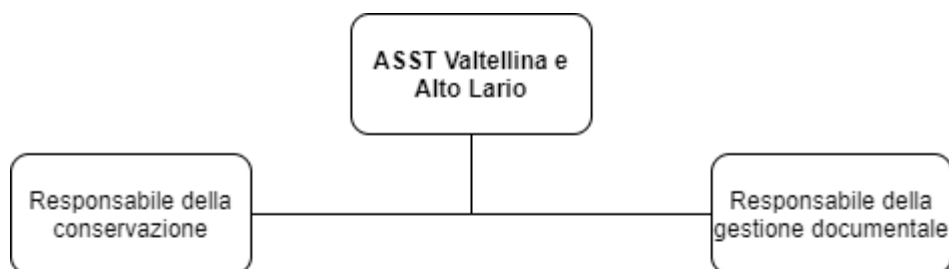 ASST Valtellina e
Alto Lario
Responsabile della
conservazione
Responsabile della
gestione documentale